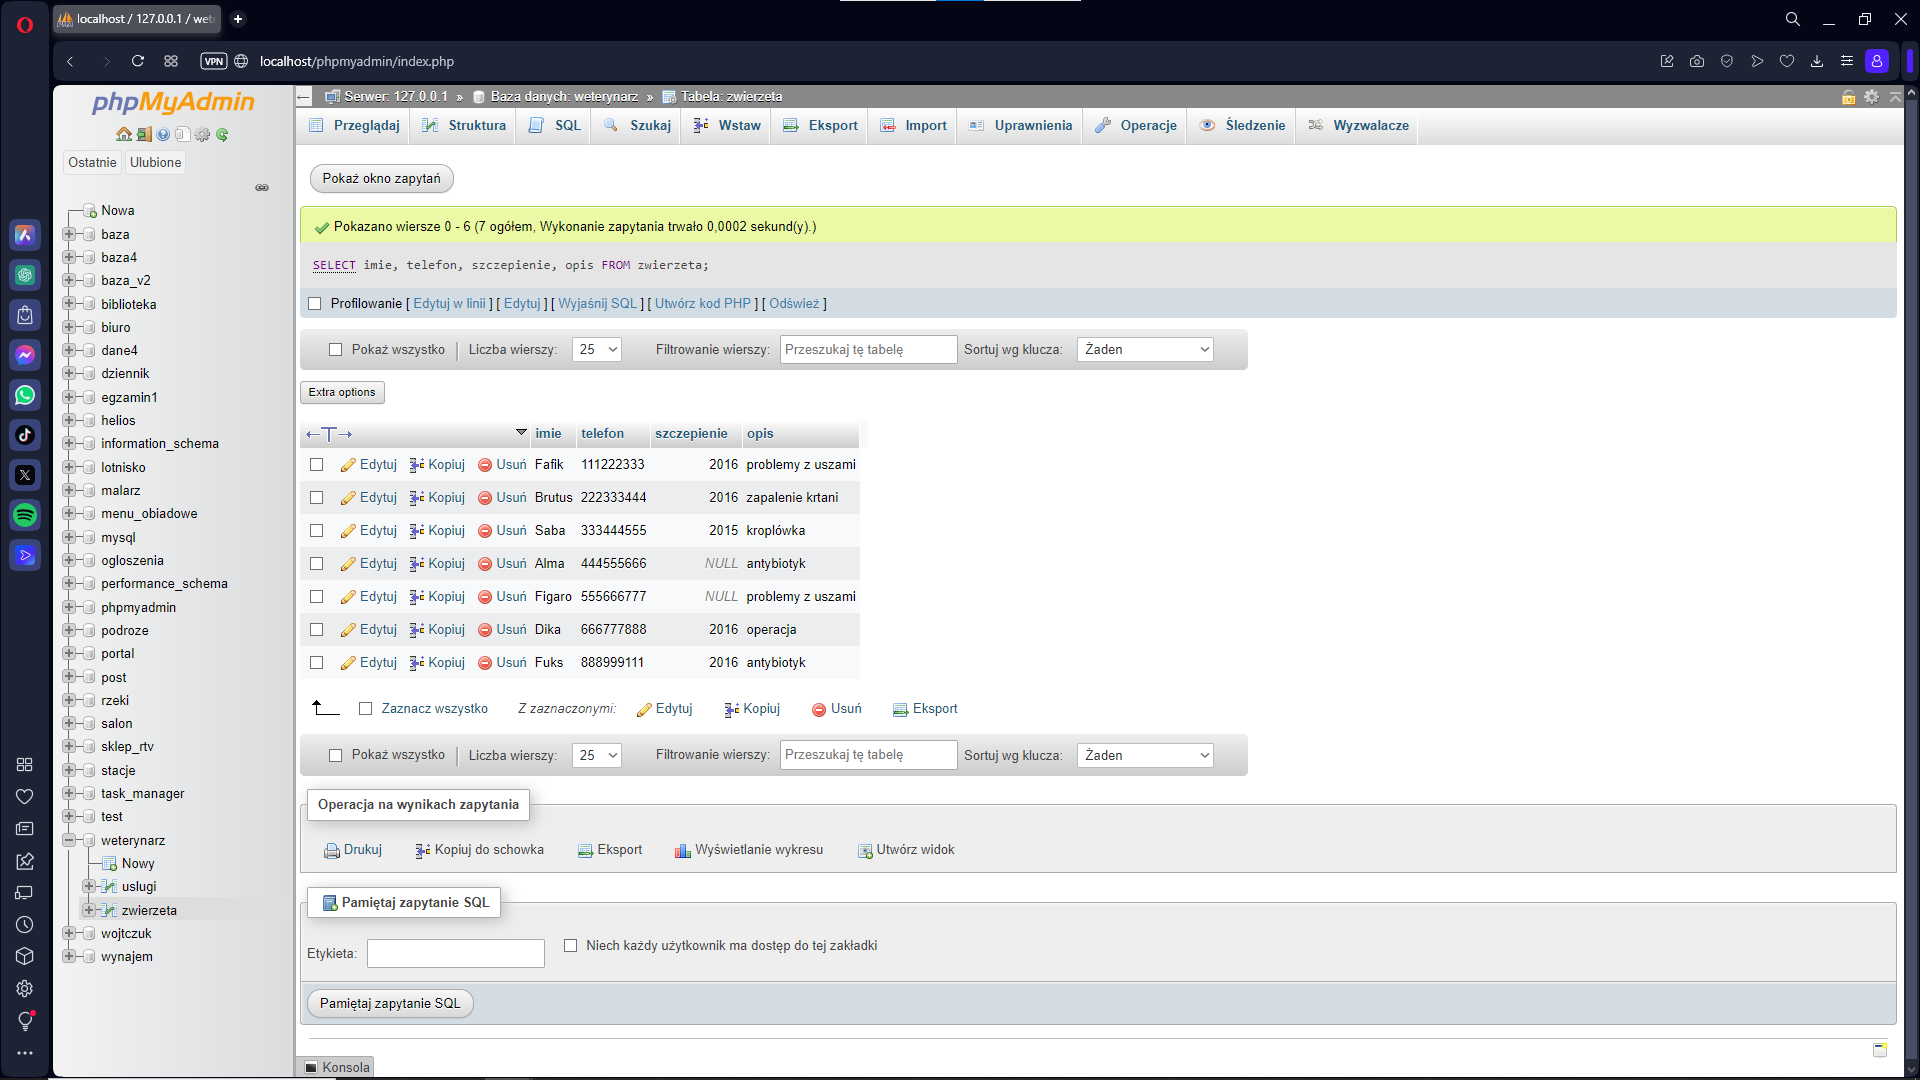 localhost / 127.0.0.1 / wete
VPN
localhost/phpmyadmin/index.php
phpMyAdmin
Ostatnie
Ulubione
Nowa
baza
baza4
baza_v2
biblioteka
biuro
dane4
dziennik
egzamin1
helios
information_schema
lotnisko
malarz
menu_obiadowe
mysql
ogloszenia
performance_schema
phpmyadmin
podroze
portal
post
rzeki
salon
sklep_rtv
stacje
task_manager
test
weterynarz
Nowy
uslugi
zwierzeta
wojtczuk
wynajem
Serwer: 127.0.0.1 » Baza danych: weterynarz » Tabela: zwierzeta
Przeglądaj Struktura SQL Szukaj Wstaw Eksport Import Uprawnienia Operacje Śledzenie Wyzwalacze
Pokaż okno zapytań
Pokazano wiersze 0 - 6 (7 ogółem, Wykonanie zapytania trwało 0,0002 sekund(y).)
SELECT imie, telefon, szczepienie, opis FROM zwierzeta;
Profilowanie [ Edytuj w linii ] [ Edytuj ] [ Wyjaśnij SQL ] [ Utwórz kod PHP ] [ Odśwież ]
Pokaż wszystko Liczba wierszy: 25 Filtrowanie wierszy: Przeszukaj tę tabelę Sortuj wg klucza: Żaden
Extra options
imie telefon szczepienie opis
Edytuj Kopiuj Usuń Fafik 111222333 2016 problemy z uszami
Edytuj Kopiuj Usuń Brutus 222333444 2016 zapalenie krtani
Edytuj Kopiuj Usuń Saba 333444555 2015 kroplówka
Edytuj Kopiuj Usuń Alma 444555666 NULL antybiotyk
Edytuj Kopiuj Usuń Figaro 555666777 NULL problemy z uszami
Edytuj Kopiuj Usuń Dika 666777888 2016 operacja
Edytuj Kopiuj Usuń Fuks 888999111 2016 antybiotyk
Zaznacz wszystko Z zaznaczonymi: Edytuj Kopiuj Usuń Eksport
Pokaż wszystko Liczba wierszy: 25 Filtrowanie wierszy: Przeszukaj tę tabelę Sortuj wg klucza: Żaden
Operacja na wynikach zapytania
Drukuj Kopiuj do schowka Eksport Wyświetlanie wykresu Utwórz widok
Pamiętaj zapytanie SQL
Etykieta: Niech każdy użytkownik ma dostęp do tej zakładki
Pamiętaj zapytanie SQL
Konsola